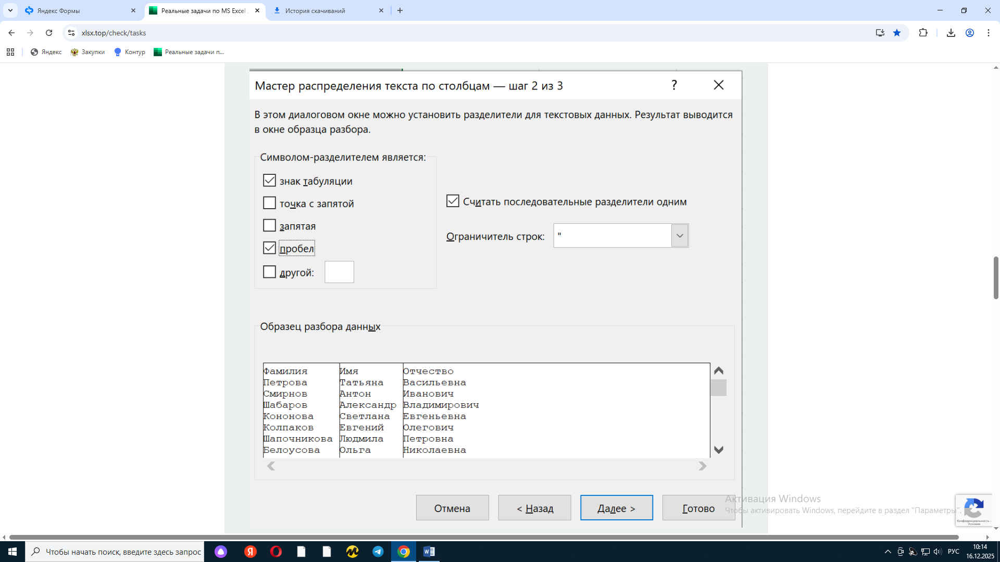 Яндекс Формы
Реальные задачи по MS Excel
История скачиваний
xlsx.top/check/tasks
Яндекс
Закупки
Контур
Реальные задачи п...
Мастер распределения текста по столбцам — шаг 2 из 3
?
В этом диалоговом окне можно установить разделители для текстовых данных. Результат выводится
в окне образца разбора.
Символом-разделителем является:
знак табуляции
точка с запятой
запятая
пробел
другой:
Считать последовательные разделители одним
Ограничитель строк: "
Образец разбора данных
Фамилия Имя Отчество
Петрова Татьяна Васильевна
Смирнов Антон Иванович
Шабаров Александр Владимирович
Кононова Светлана Евгеньевна
Колпаков Евгений Олегович
Шапочникова Людмила Петровна
Белоусова Ольга Николаевна
Отмена
< Назад
Далее >
Готово
Активация Windows
Чтобы активировать Windows, перейдите в раздел "Параметры".
Конфиденциальность -
Условия
Чтобы начать поиск, введите здесь запрос
РУС
10:14
16.12.2025